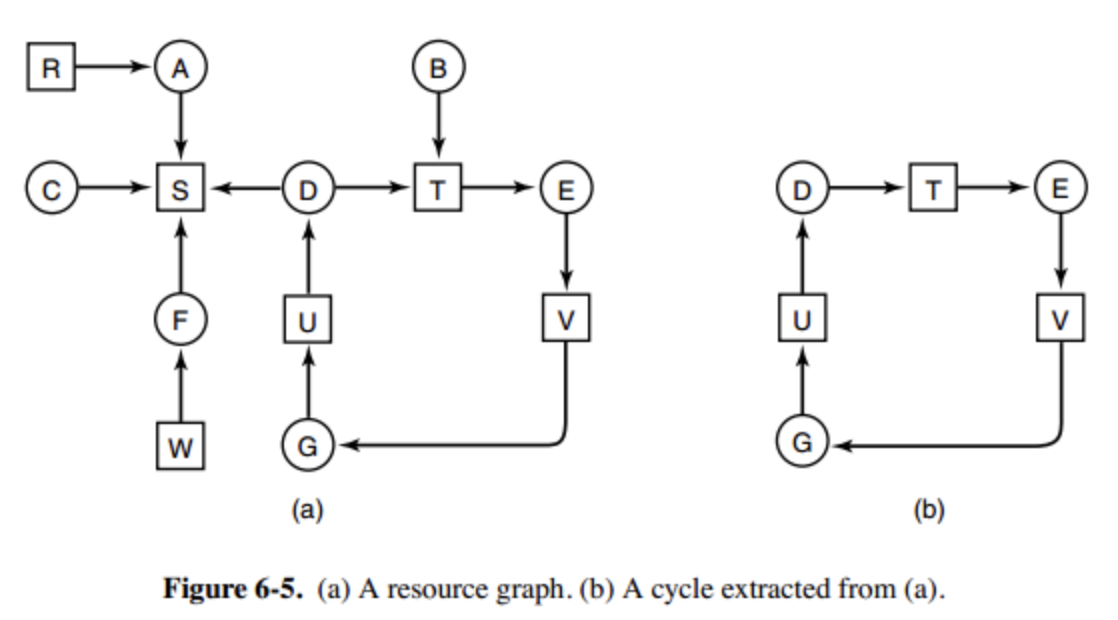 R A B
C S D T E D T E
F U V U V
W G G
(a) (b)
Figure 6-5. (a) A resource graph. (b) A cycle extracted from (a).